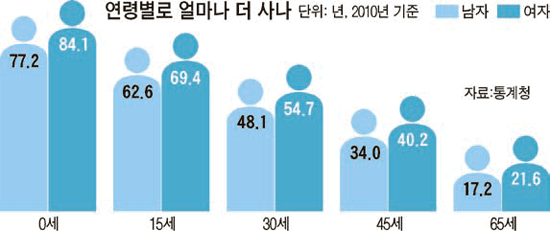 연령별로 얼마나 더 사나 단위: 년, 2010년 기준 남자 여자
77.2 84.1
62.6 69.4
48.1 54.7
34.0 40.2
17.2 21.6
자료:통계청
0세 15세 30세 45세 65세